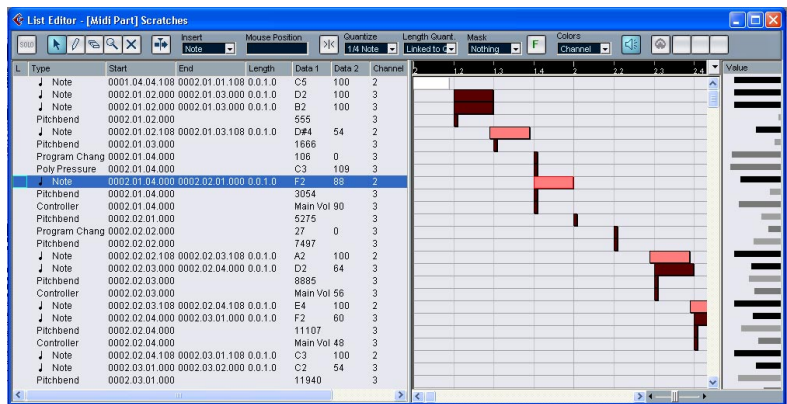 List Editor - [Midi Part] Scratches
Insert Mouse Position Quantize Length Quant. Mask Colors
SOLO Note 1/4 Note Linked to Q Nothing F Channel
L Type Start End Length Data 1 Data 2 Channel 2 1.2 1.3 1.4 2 2.2 2.3 2.4 Value
Note 0001.04.04.108 0002.01.01.108 0.0.1.0 C5 100 2
Note 0002.01.02.000 0002.01.03.000 0.0.1.0 D2 100 3
Note 0002.01.02.000 0002.01.03.000 0.0.1.0 B2 100 3
Pitchbend 0002.01.02.000 555 3
Note 0002.01.02.108 0002.01.03.108 0.0.1.0 D#4 54 2
Pitchbend 0002.01.03.000 1666 3
Program Chang 0002.01.04.000 106 0 3
Poly Pressure 0002.01.04.000 C3 109 3
Note 0002.01.04.000 0002.02.01.000 0.0.1.0 F2 88 2
Pitchbend 0002.01.04.000 3054 3
Controller 0002.01.04.000 Main Vol 90 3
Pitchbend 0002.02.01.000 5275 3
Program Chang 0002.02.02.000 27 0 3
Pitchbend 0002.02.02.000 7497 3
Note 0002.02.02.108 0002.02.03.108 0.0.1.0 A2 100 2
Note 0002.02.03.000 0002.02.04.000 0.0.1.0 D2 64 3
Pitchbend 0002.02.03.000 8885 3
Controller 0002.02.03.000 Main Vol 56 3
Note 0002.02.03.108 0002.02.04.108 0.0.1.0 E4 100 2
Note 0002.02.04.000 0002.03.01.000 0.0.1.0 F2 60 3
Pitchbend 0002.02.04.000 11107 3
Controller 0002.02.04.000 Main Vol 48 3
Note 0002.02.04.108 0002.03.01.108 0.0.1.0 C3 100 2
Note 0002.03.01.000 0002.03.02.000 0.0.1.0 C2 54 3
Pitchbend 0002.03.01.000 11940 3